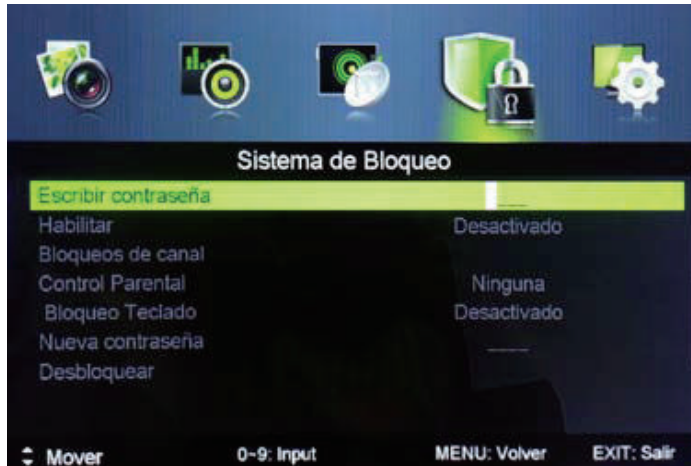 Sistema de Bloqueo
Escribir contraseña
Habilitar Desactivado
Bloqueos de canal
Control Parental Ninguna
Bloqueo Teclado Desactivado
Nueva contraseña
Desbloquear
Mover 0~9: Input MENU: Volver EXIT: Salir